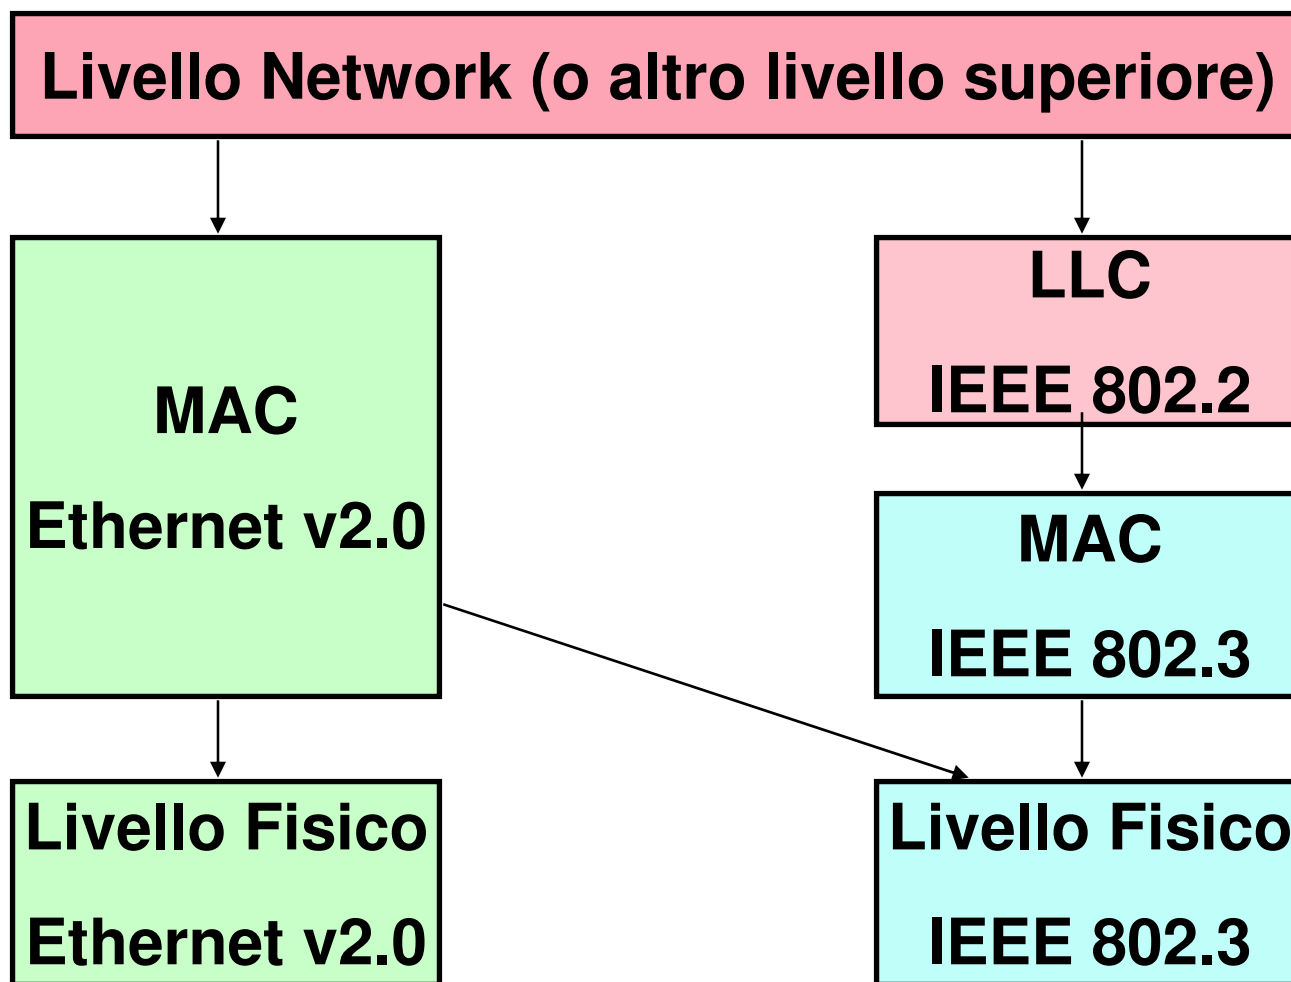 Livello Network (o altro livello superiore)
MAC
Ethernet v2.0
LLC
IEEE 802.2
MAC
IEEE 802.3
Livello Fisico
Ethernet v2.0
Livello Fisico
IEEE 802.3